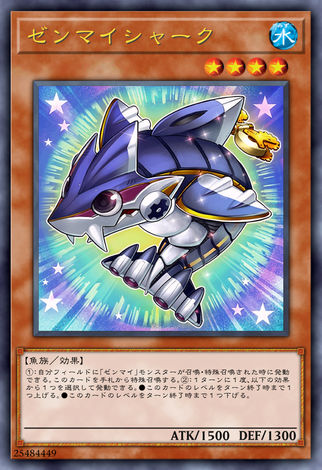 ゼンマイシャーク
水
【魚族／効果】
①:自分フィールドに「ゼンマイ」モンスターが召喚・特殊召喚された時に発動
できる。このカードを手札から特殊召喚する。②:1ターンに1度、以下の効果
から1つを選択して発動できる。●このカードのレベルをターン終了時まで1
つ上げる。●このカードのレベルをターン終了時まで1つ下げる。
ATK/1500 DEF/1300
25484449